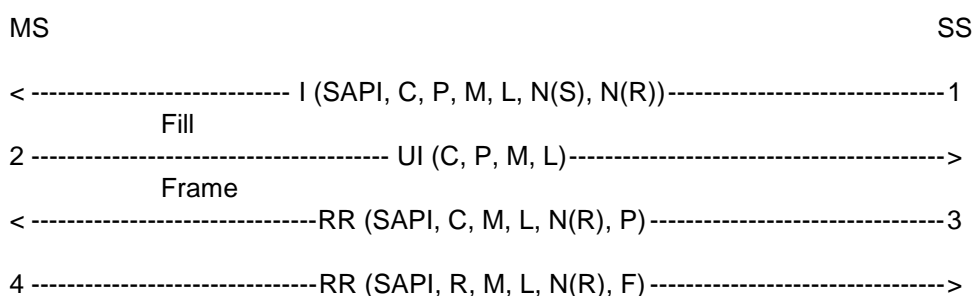 MS SS
< ----------------------------- I (SAPI, C, P, M, L, N(S), N(R))-------------------------------1
Fill
2 ---------------------------------------- UI (C, P, M, L)------------------------------------------>
Frame
< --------------------------------RR (SAPI, C, M, L, N(R), P) ---------------------------------3
4 --------------------------------RR (SAPI, R, M, L, N(R), F) --------------------------------->